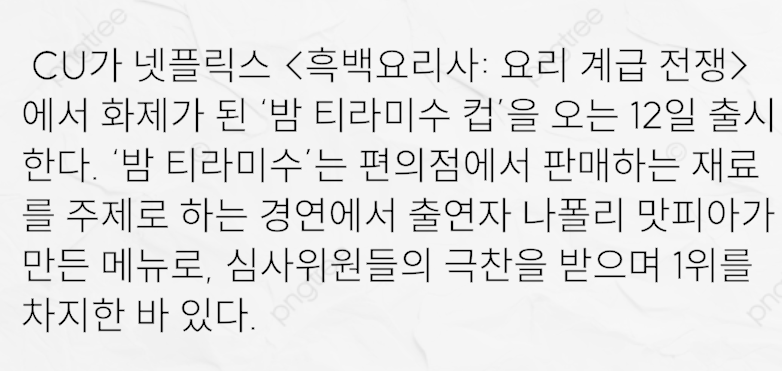 CU가 넷플릭스 <흑백요리사: 요리 계급 전쟁>
에서 화제가 된 ‘밤 티라미수 컵’을 오는 12일 출시
한다. ‘밤 티라미수’는 편의점에서 판매하는 재료
를 주제로 하는 경연에서 출연자 나폴리 맛피아가
만든 메뉴로, 심사위원들의 극찬을 받으며 1위를
차지한 바 있다.